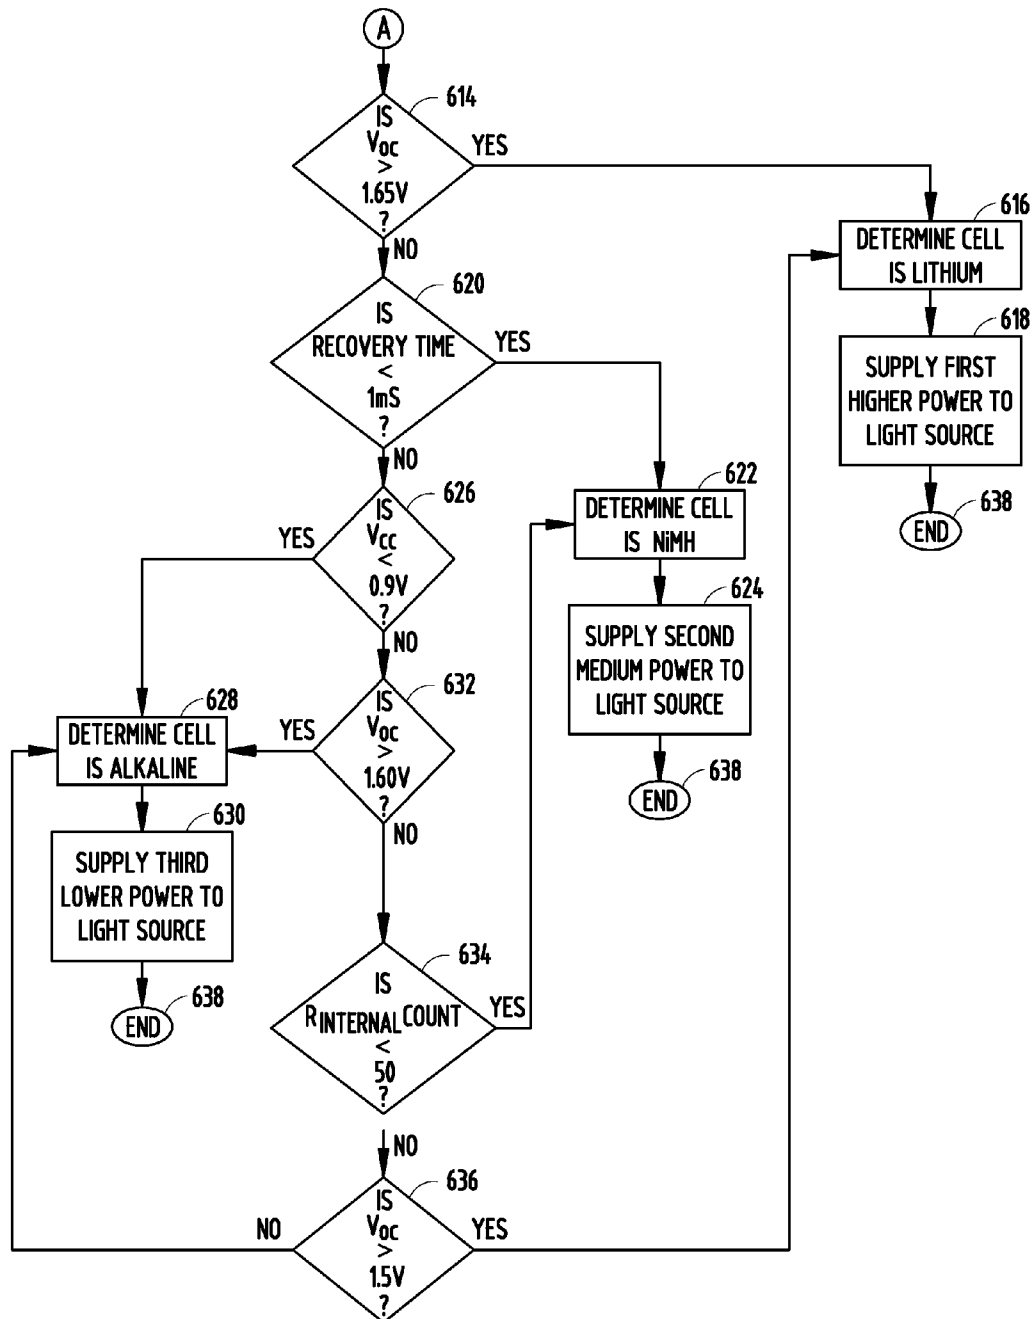 A
614
IS
VOC
>
1.65V
?
YES
NO
616
DETERMINE CELL
IS LITHIUM
618
SUPPLY FIRST
HIGHER POWER TO
LIGHT SOURCE
638
END
620
IS
RECOVERY TIME
<
1mS
?
YES
NO
622
DETERMINE CELL
IS NiMH
624
SUPPLY SECOND
MEDIUM POWER TO
LIGHT SOURCE
638
END
626
IS
VCC
<
0.9V
?
YES
NO
628
DETERMINE CELL
IS ALKALINE
630
SUPPLY THIRD
LOWER POWER TO
LIGHT SOURCE
638
END
632
IS
VOC
>
1.60V
?
YES
NO
634
IS
RINTERNAL COUNT
<
50
?
YES
NO
636
IS
VOC
>
1.5V
?
NO
YES